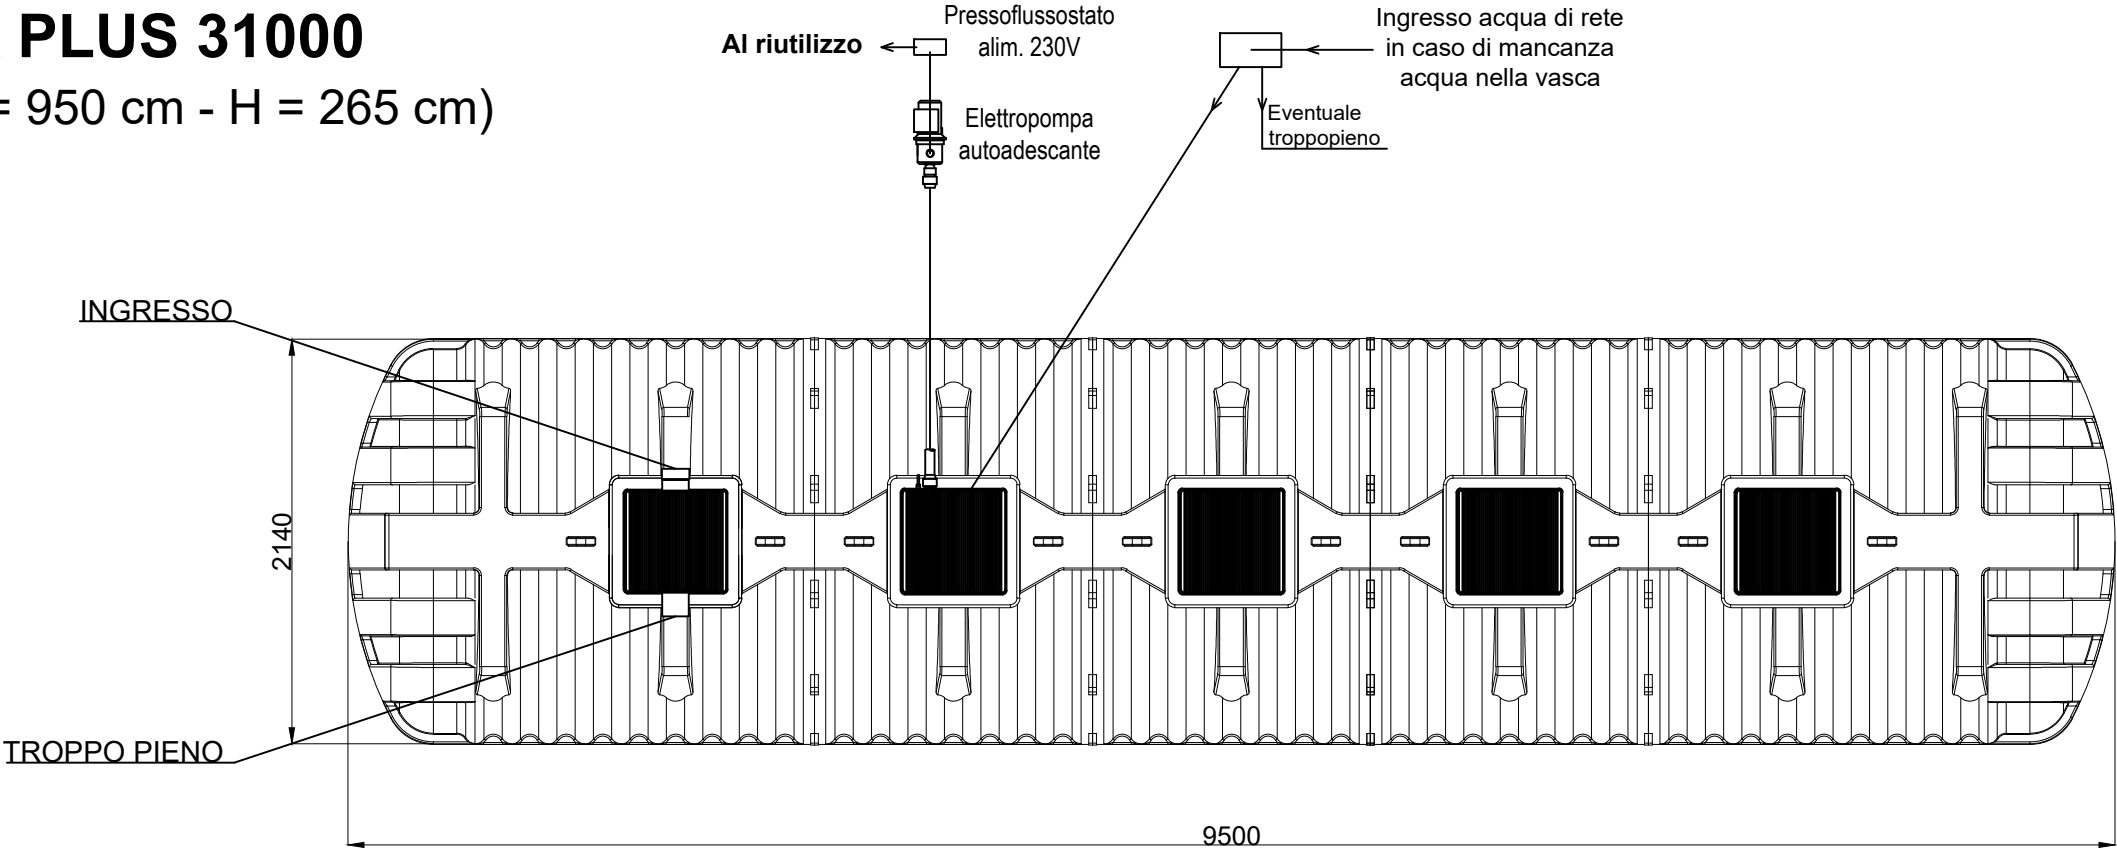 PLUS 31000
= 950 cm - H = 265 cm)
Al riutilizzo
Pressoflussostato
alim. 230V
Elettropompa
autoadescante
Ingresso acqua di rete
in caso di mancanza
acqua nella vasca
Eventuale
troppopieno
INGRESSO
2140
TROPPO PIENO
9500